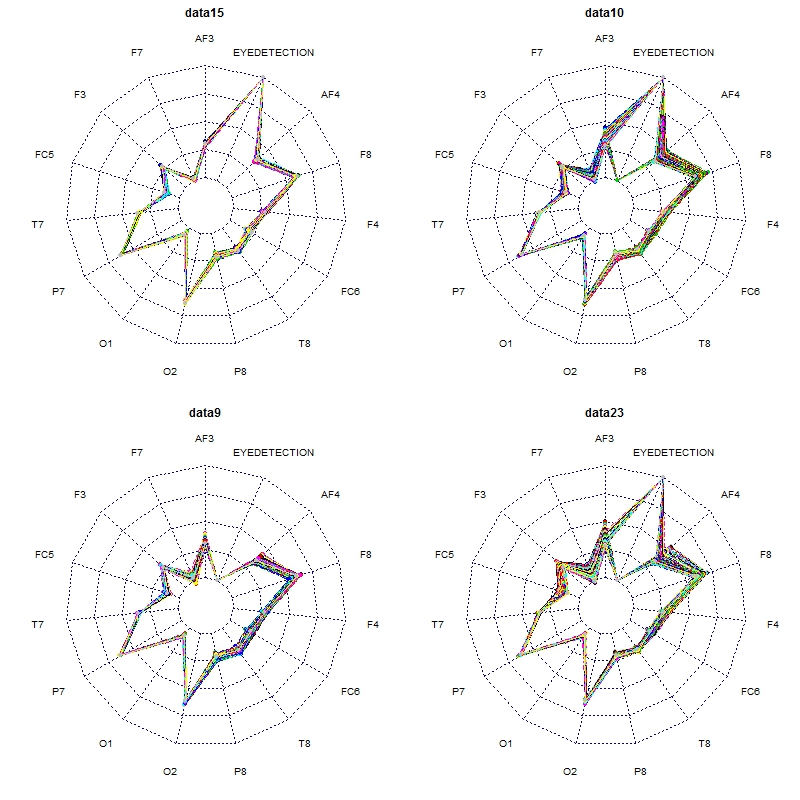 data15
AF3
F7
EYEDETECTION
F3
AF4
FC5
F8
T7
F4
P7
FC6
O1
T8
O2
P8
data10
AF3
F7
EYEDETECTION
F3
AF4
FC5
F8
T7
F4
P7
FC6
O1
T8
O2
P8
data9
AF3
F7
EYEDETECTION
F3
AF4
FC5
F8
T7
F4
P7
FC6
O1
T8
O2
P8
data23
AF3
F7
EYEDETECTION
F3
AF4
FC5
F8
T7
F4
P7
FC6
O1
T8
O2
P8